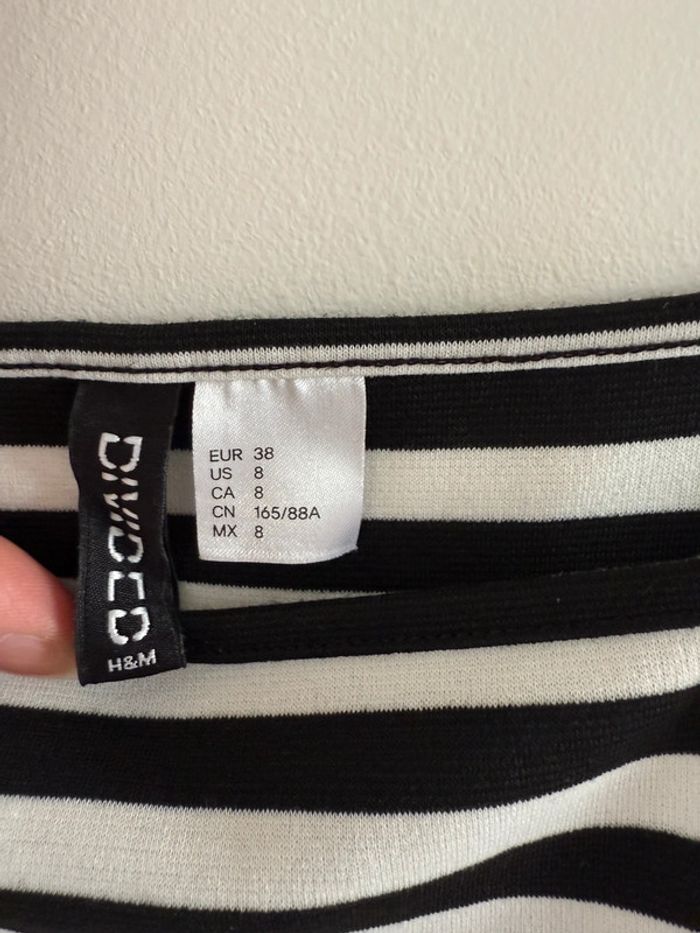 DIVIDED
H&M
EUR 38
US 8
CA 8
CN 165/88A
MX 8